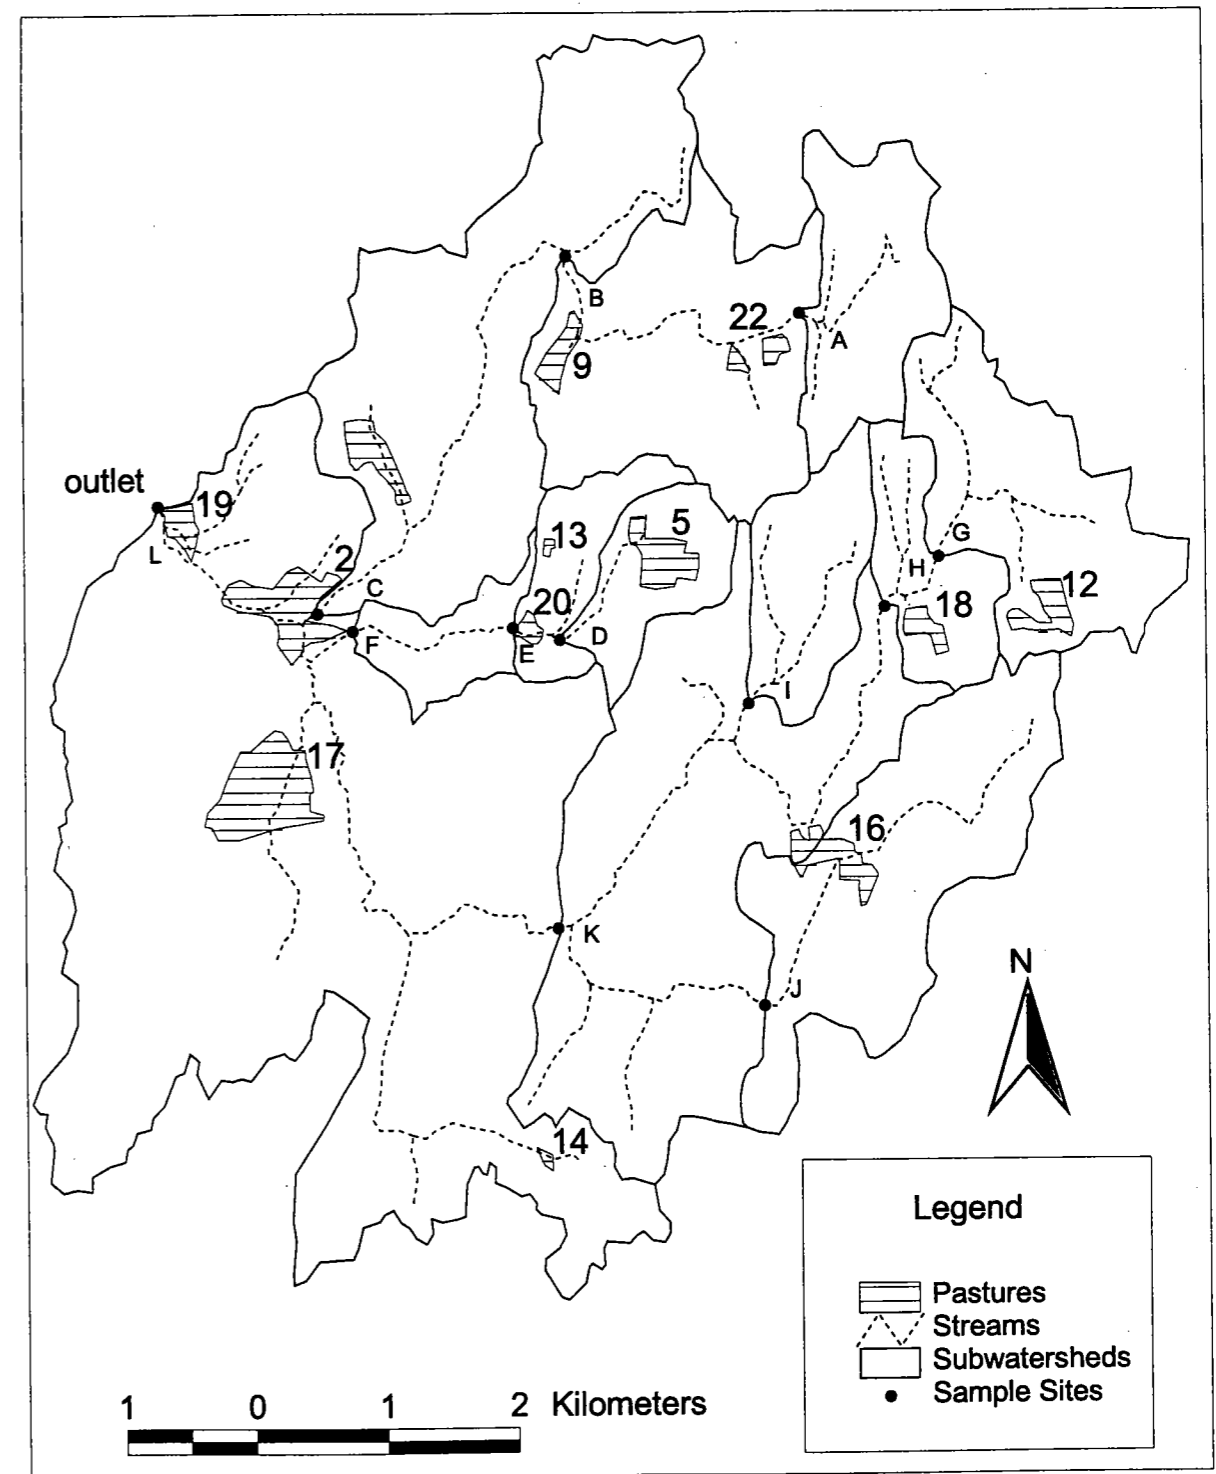 B
22
A
9
outlet
19
L
13
5
G
2
C
H
12
20
18
F
E
D
I
17
16
K
N
J
14
Legend
Pastures
Streams
Subwatersheds
Sample Sites
1 0 1 2 Kilometers